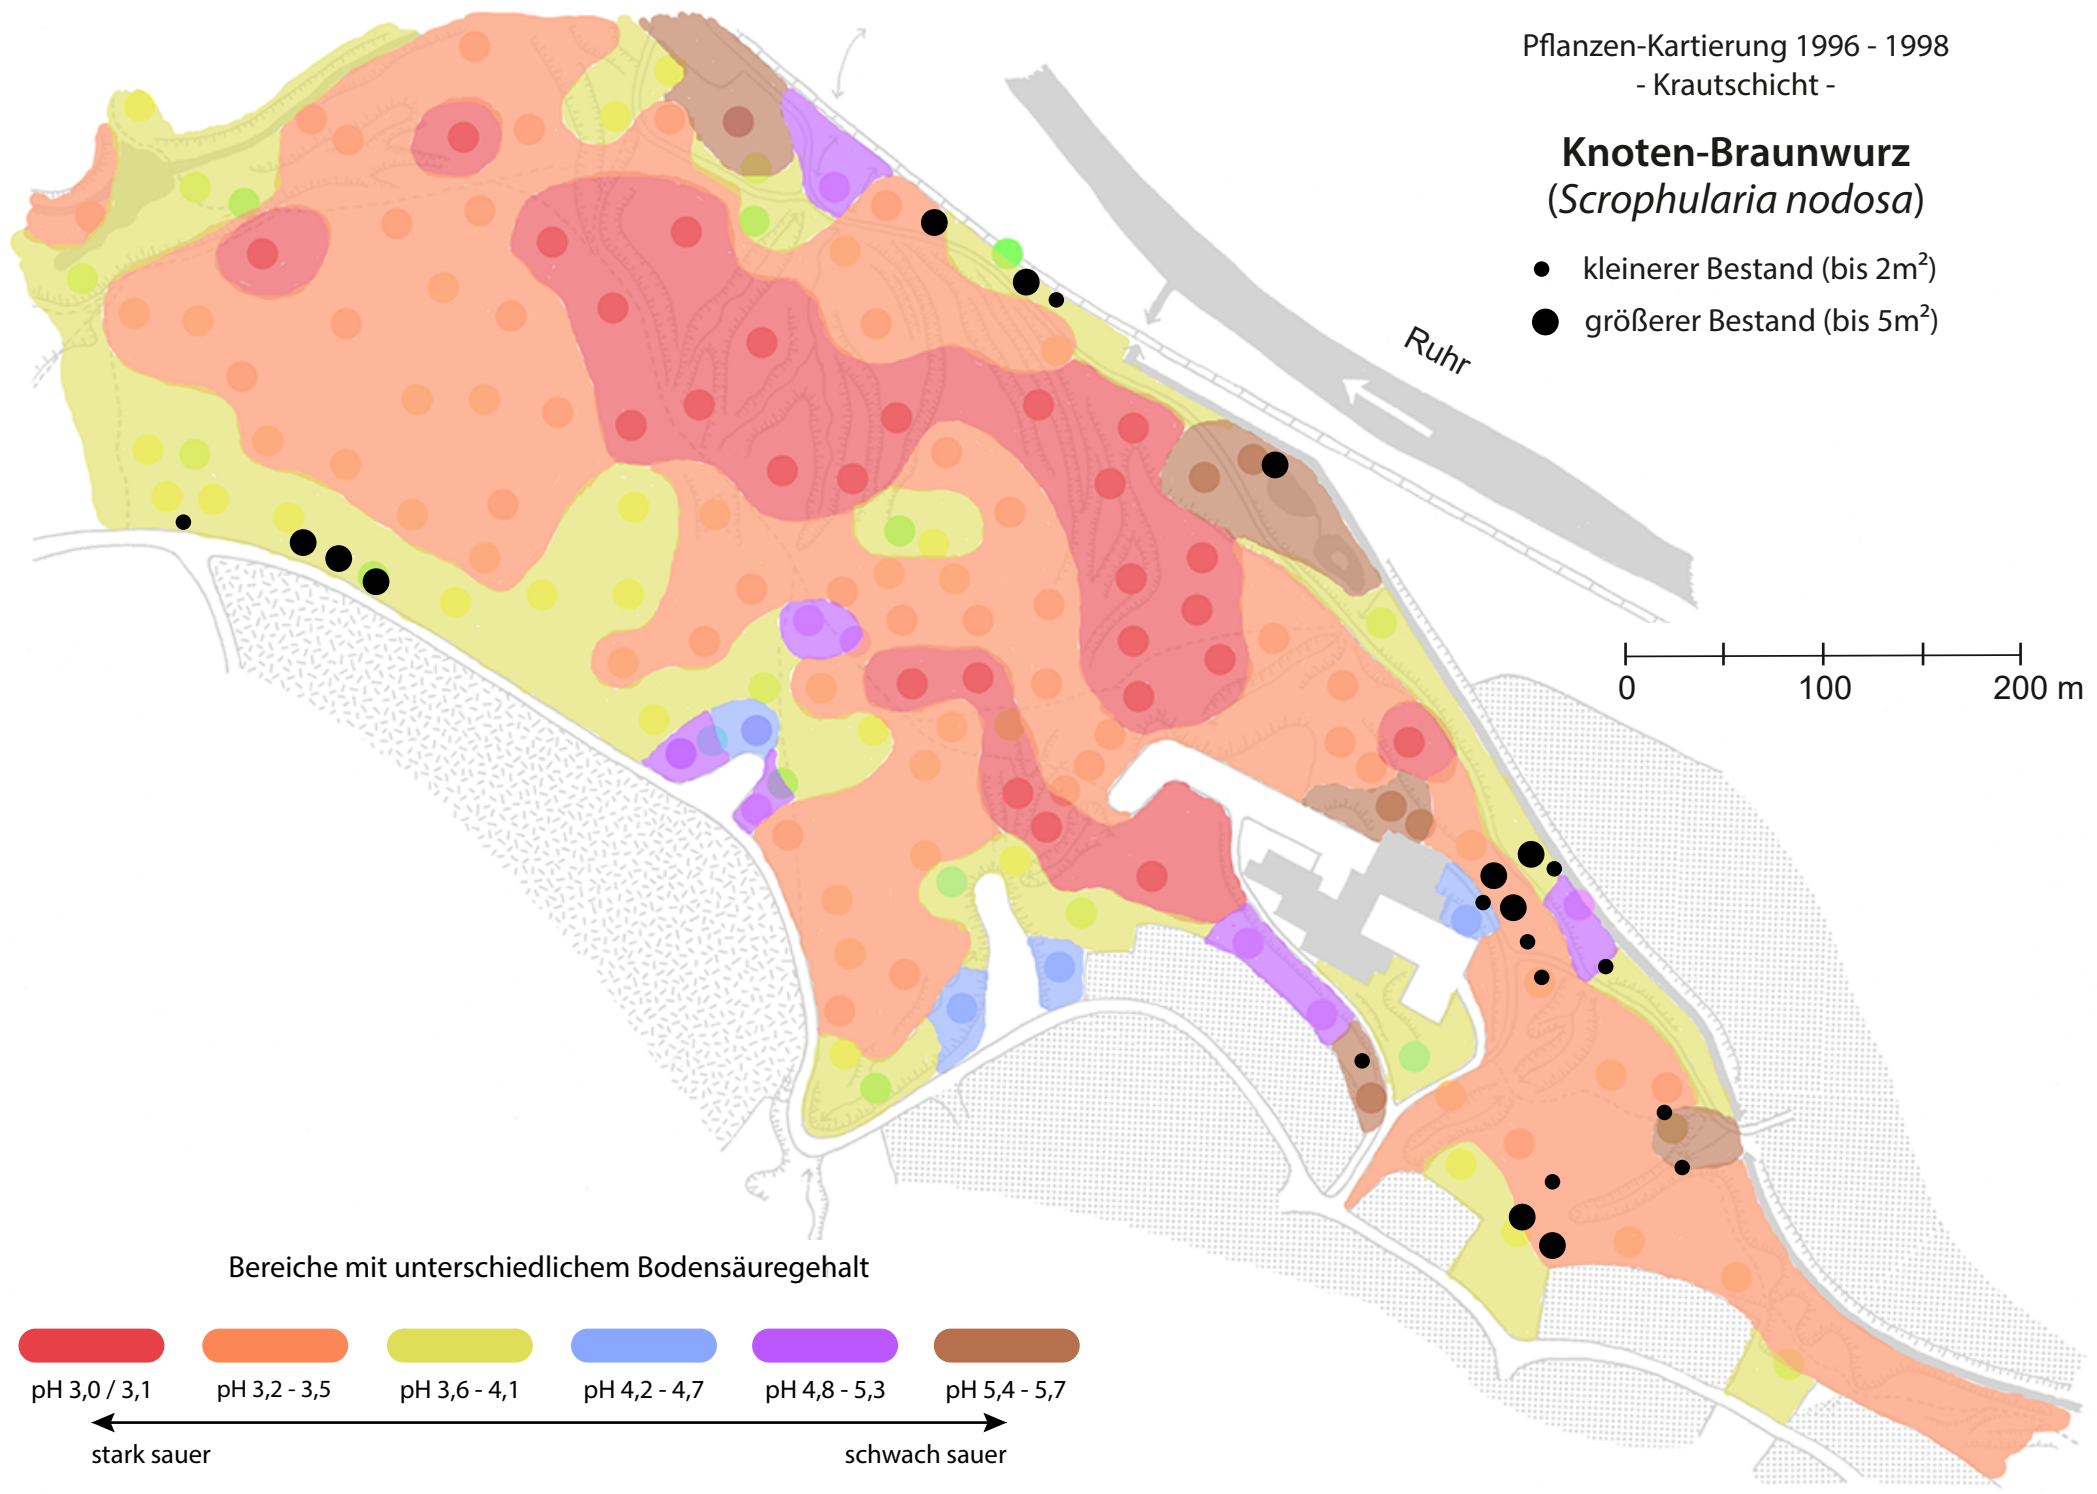 Pflanzen-Kartierung 1996 - 1998
- Krautschicht -
Knoten-Braunwurz
(Scrophularia nodosa)
kleinerer Bestand (bis 2m²)
größerer Bestand (bis 5m²)
Ruhr
0 100 200 m
Bereiche mit unterschiedlichem Bodensäuregehalt
pH 3,0 / 3,1 pH 3,2 - 3,5 pH 3,6 - 4,1 pH 4,2 - 4,7 pH 4,8 - 5,3 pH 5,4 - 5,7
stark sauer schwach sauer